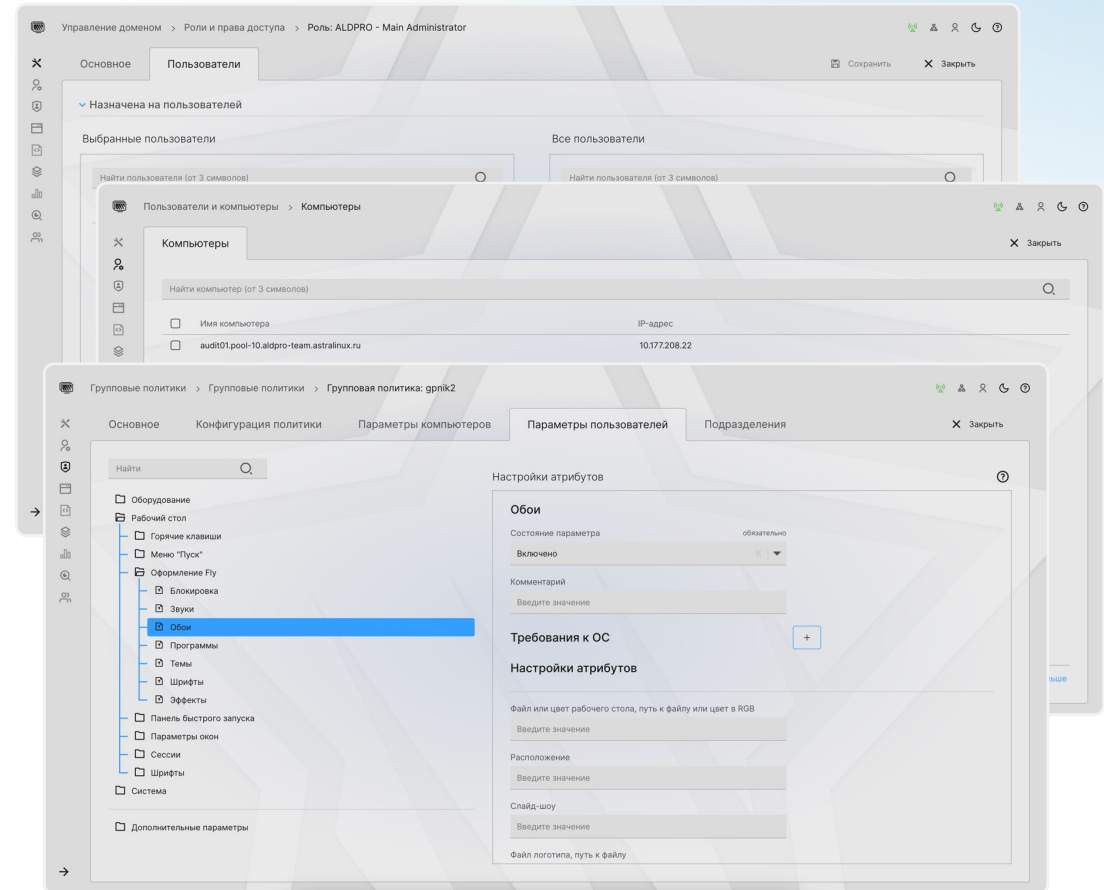 Управление доменом > Роли и права доступа > Роль: ALDPRO - Main Administrator
Основное Пользователи Сохранить Закрыть
Назначена на пользователей
Выбранные пользователи Все пользователи
Найти пользователя (от 3 символов) Найти пользователя (от 3 символов)
Пользователи и компьютеры > Компьютеры
Компьютеры Закрыть
Найти компьютер (от 3 символов)
Имя компьютера IP-адрес
audit01.pool-10.aldpro-team.astralinux.ru 10.177.208.22
Групповые политики > Групповые политики > Групповая политика: gpnik2
Основное Конфигурация политики Параметры компьютеров Параметры пользователей Подразделения Закрыть
Найти
Оборудование
Рабочий стол
Горячие клавиши
Меню "Пуск"
Оформление Fly
Блокировка
Звуки
Обои
Программы
Темы
Шрифты
Эффекты
Панель быстрого запуска
Параметры окон
Сессии
Шрифты
Система
Дополнительные параметры
Настройки атрибутов
Обои
Состояние параметра обязательно
Включено
Комментарий
Введите значение
Требования к ОС
Настройки атрибутов
Файл или цвет рабочего стола, путь к файлу или цвет в RGB
Введите значение
Расположение
Введите значение
Слайд-шоу
Введите значение
Файл логотипа, путь к файлу